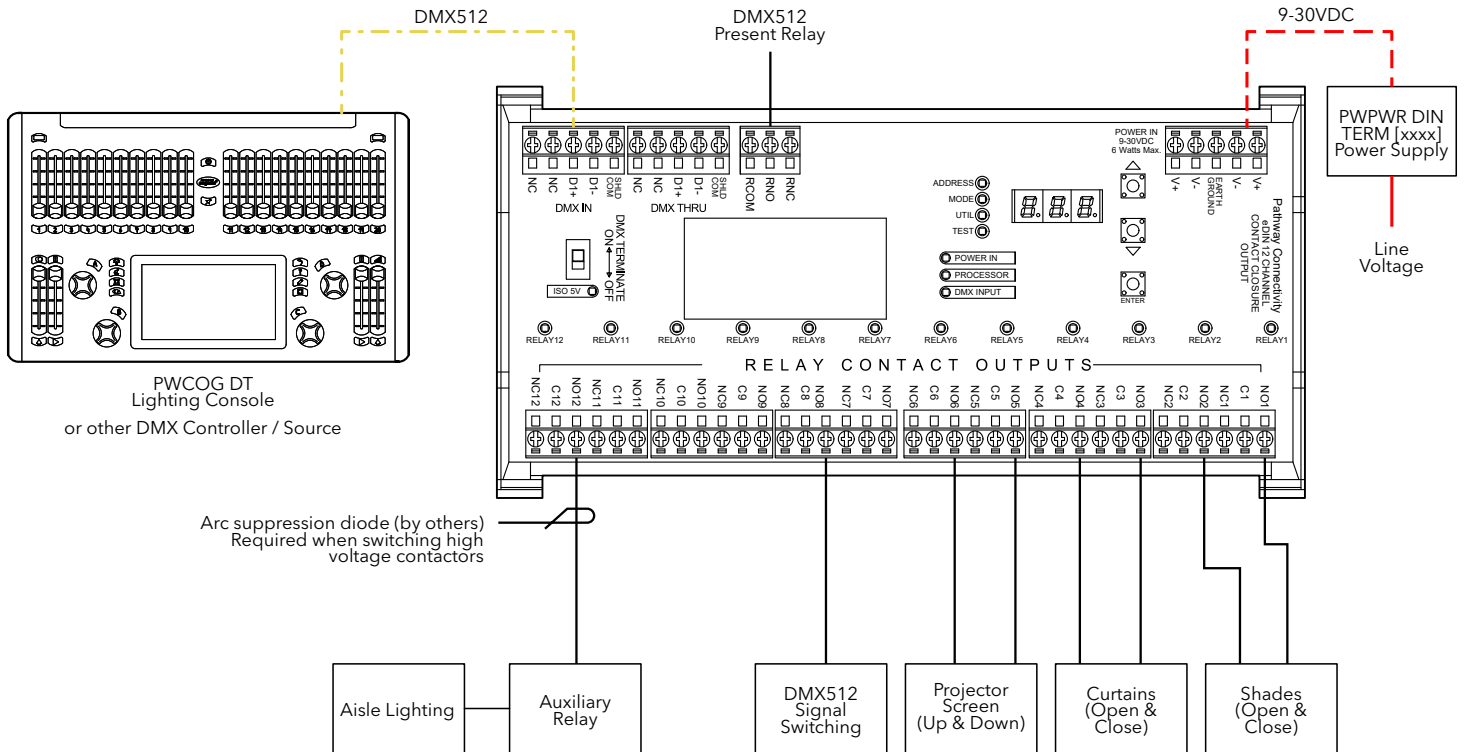 DMX512
DMX512
Present Relay
9-30VDC
PWPWR DIN
TERM [xxxx]
Power Supply
Line
Voltage
PWCOG DT
Lighting Console
or other DMX Controller / Source
NC
NC
D1+
D1-
SHLD
COM
NC
NC
D1+
D1-
SHLD
COM
RCOM
RNO
RNC
DMX IN
DMX THRU
DMX TERMINATE
ON ↔ OFF
ISO 5V
POWER IN
9-30VDC
6 Watts Max.
V+
V-
EARTH
GROUND
V-
V+
ADDRESS
MODE
UTIL
TEST
8.8.8.
POWER IN
PROCESSOR
DMX INPUT
ENTER
Pathway Connectivity
eDIN 12 CHANNEL
CONTACT CLOSURE
OUTPUT
RELAY12
RELAY11
RELAY10
RELAY9
RELAY8
RELAY7
RELAY6
RELAY5
RELAY4
RELAY3
RELAY2
RELAY1
RELAY CONTACT OUTPUTS
NC12
C12
NO12
NC11
C11
NO11
NC10
C10
NO10
NC9
C9
NO9
NC8
C8
NO8
NC7
C7
NO7
NC6
C6
NO6
NC5
C5
NO5
NC4
C4
NO4
NC3
C3
NO3
NC2
C2
NO2
NC1
C1
NO1
Arc suppression diode (by others)
Required when switching high
voltage contactors
Aisle Lighting
Auxiliary
Relay
DMX512
Signal
Switching
Projector
Screen
(Up & Down)
Curtains
(Open &
Close)
Shades
(Open &
Close)